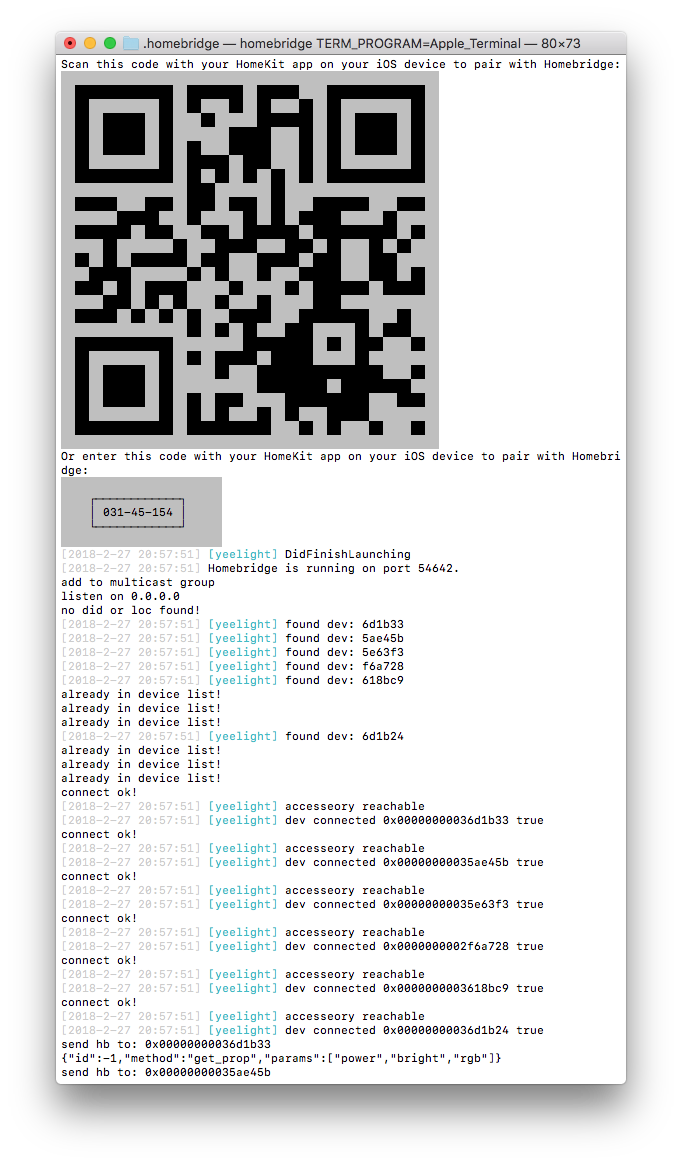 .homebridge — homebridge TERM_PROGRAM=Apple_Terminal — 80×73
Scan this code with your HomeKit app on your iOS device to pair with Homebridge:
Or enter this code with your HomeKit app on your iOS device to pair with Homebri
dge:
031-45-154
[2018-2-27 20:57:51] [yeelight] DidFinishLaunching
[2018-2-27 20:57:51] Homebridge is running on port 54642.
add to multicast group
listen on 0.0.0.0
no did or loc found!
[2018-2-27 20:57:51] [yeelight] found dev: 6d1b33
[2018-2-27 20:57:51] [yeelight] found dev: 5ae45b
[2018-2-27 20:57:51] [yeelight] found dev: 5e63f3
[2018-2-27 20:57:51] [yeelight] found dev: f6a728
[2018-2-27 20:57:51] [yeelight] found dev: 618bc9
already in device list!
already in device list!
already in device list!
[2018-2-27 20:57:51] [yeelight] found dev: 6d1b24
already in device list!
already in device list!
already in device list!
connect ok!
[2018-2-27 20:57:51] [yeelight] accesseory reachable
[2018-2-27 20:57:51] [yeelight] dev connected 0x00000000036d1b33 true
connect ok!
[2018-2-27 20:57:51] [yeelight] accesseory reachable
[2018-2-27 20:57:51] [yeelight] dev connected 0x00000000035ae45b true
connect ok!
[2018-2-27 20:57:51] [yeelight] accesseory reachable
[2018-2-27 20:57:51] [yeelight] dev connected 0x00000000035e63f3 true
connect ok!
[2018-2-27 20:57:51] [yeelight] accesseory reachable
[2018-2-27 20:57:51] [yeelight] dev connected 0x0000000002f6a728 true
connect ok!
[2018-2-27 20:57:51] [yeelight] accesseory reachable
[2018-2-27 20:57:51] [yeelight] dev connected 0x0000000003618bc9 true
connect ok!
[2018-2-27 20:57:51] [yeelight] accesseory reachable
[2018-2-27 20:57:51] [yeelight] dev connected 0x00000000036d1b24 true
send hb to: 0x00000000036d1b33
{"id":-1,"method":"get_prop","params":["power","bright","rgb"]}
send hb to: 0x00000000035ae45b